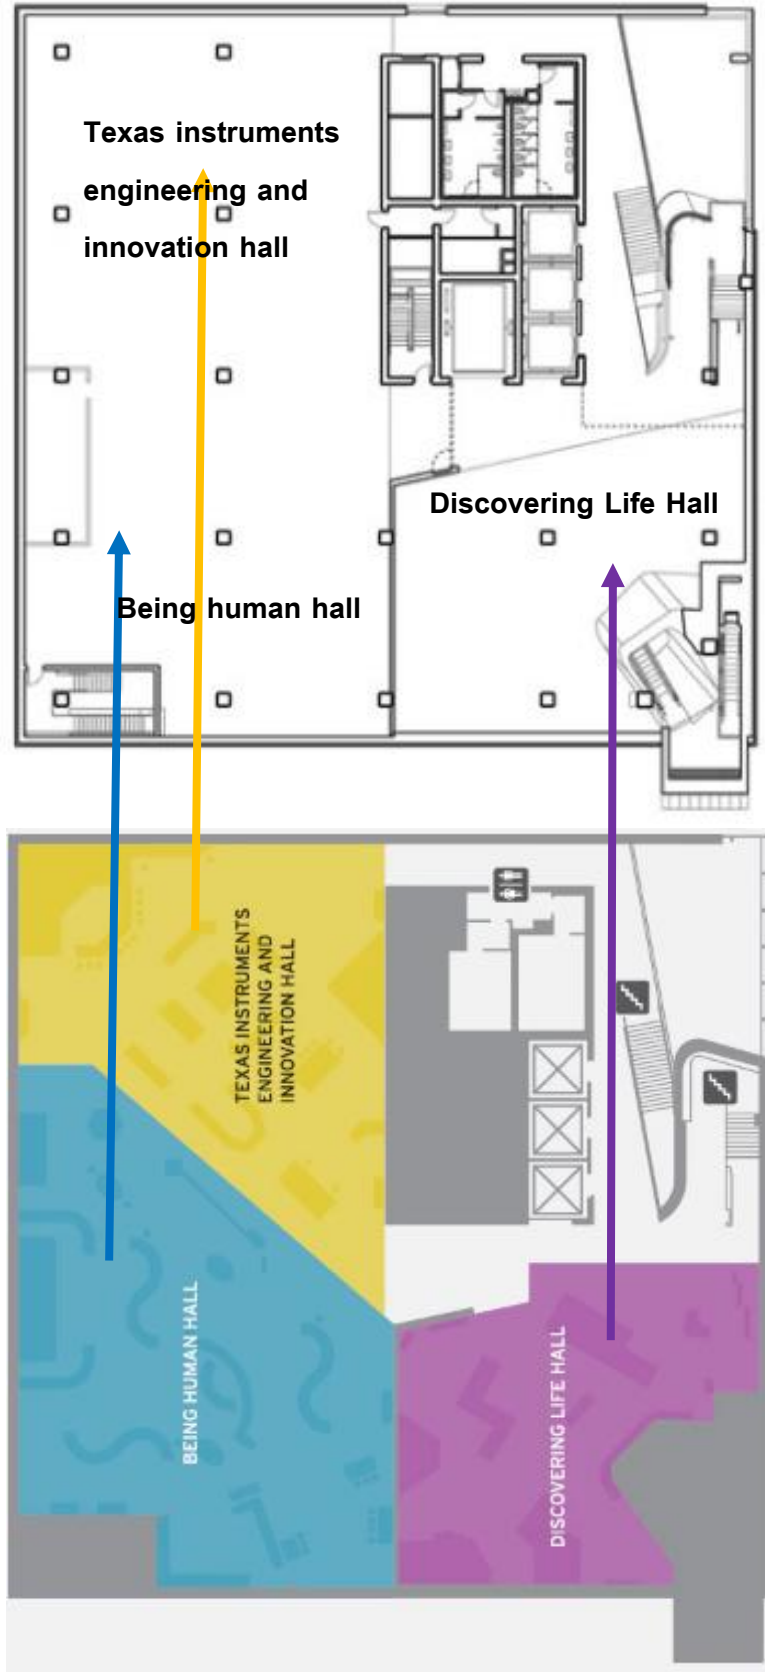 Texas instruments
engineering and
innovation hall
Discovering Life Hall
Being human hall
TEXAS INSTRUMENTS
ENGINEERING AND
INNOVATION HALL
BEING HUMAN HALL
DISCOVERING LIFE HALL